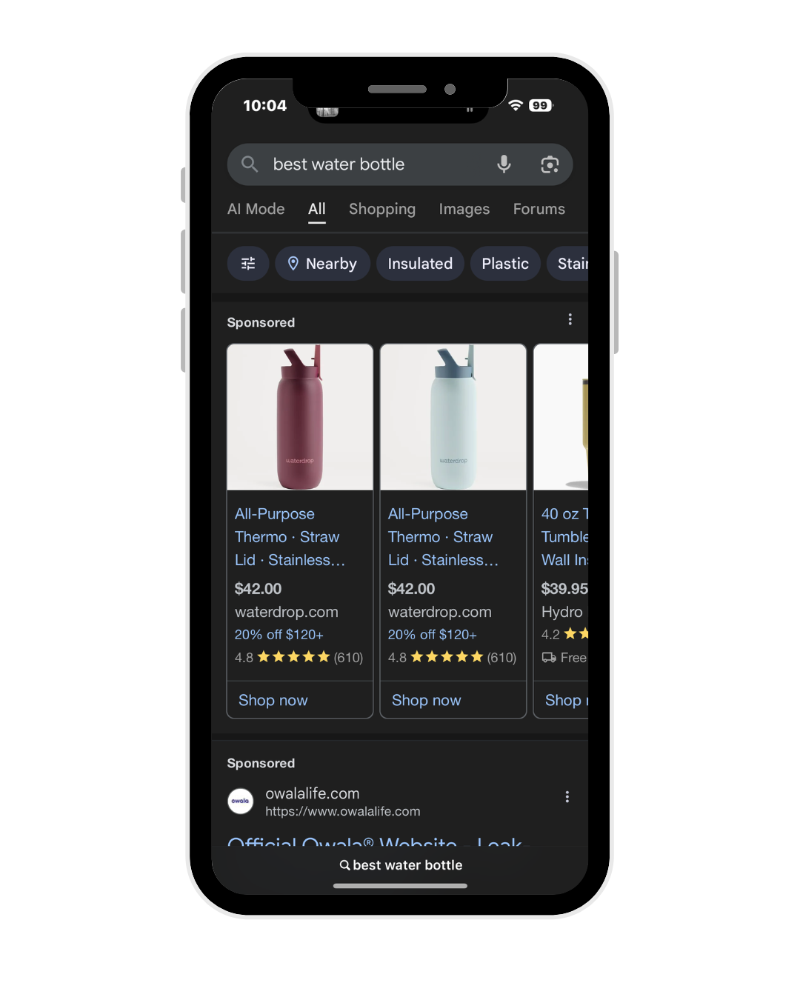 10:04
99
best water bottle
AI Mode All Shopping Images Forums
Nearby Insulated Plastic Stain
Sponsored
waterdrop
waterdrop
All-Purpose
Thermo · Straw
Lid · Stainless...
$42.00
waterdrop.com
20% off $120+
4.8 (610)
Shop now
All-Purpose
Thermo · Straw
Lid · Stainless...
$42.00
waterdrop.com
20% off $120+
4.8 (610)
Shop now
40 oz T
Tumble
Wall Ins
$39.95
Hydro
4.2
Free
Shop
Sponsored
owala
owalalife.com
https://www.owalalife.com
Official Owala® Website - Leak-
best water bottle